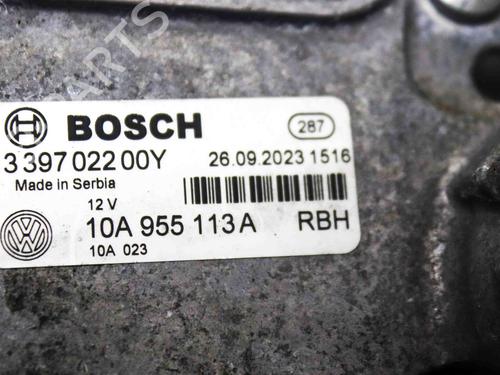 PARTS
BOSCH 287
3 397 022 00Y 26.09.2023 1516
Made in Serbia
12 V
10A 955 113 A RBH
10A 023